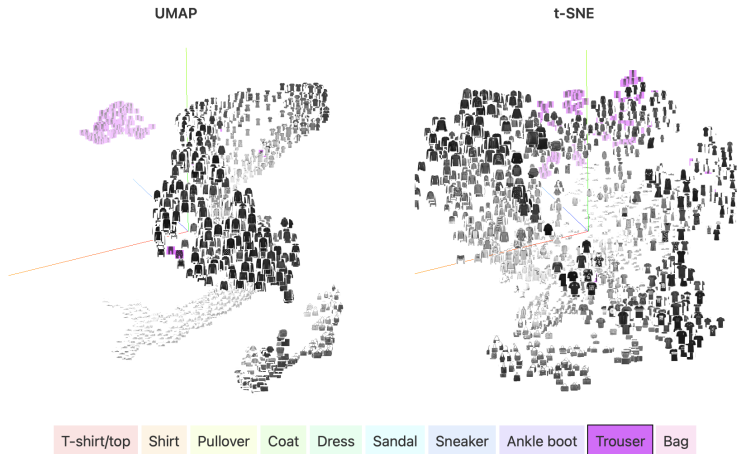 UMAP
t-SNE
T-shirt/top Shirt Pullover Coat Dress Sandal Sneaker Ankle boot Trouser Bag